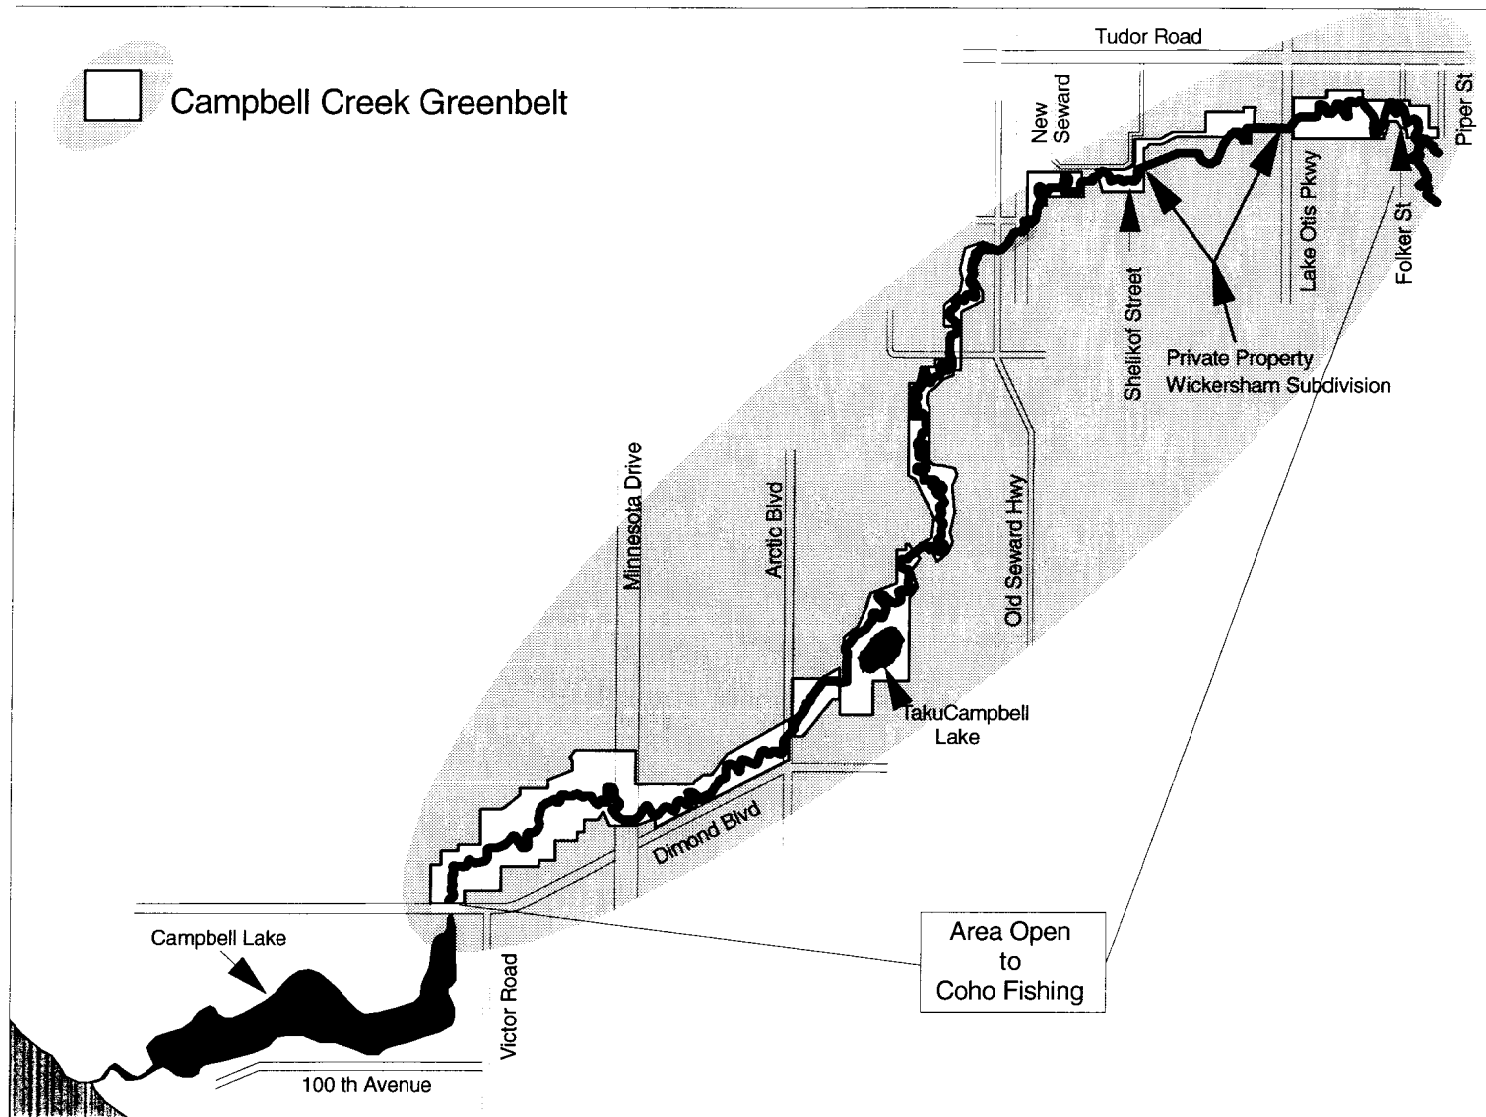 Tudor Road
Campbell Creek Greenbelt
New
Seward
Piper St
Lake Otis Pkwy
Folker St
Shelikof Street
Private Property
Wickersham Subdivision
Minnesota Drive
Arctic Blvd
Old Seward Hwy
TakuCampbell
Lake
Dimond Blvd
Area Open
to
Coho Fishing
Campbell Lake
Victor Road
100 th Avenue